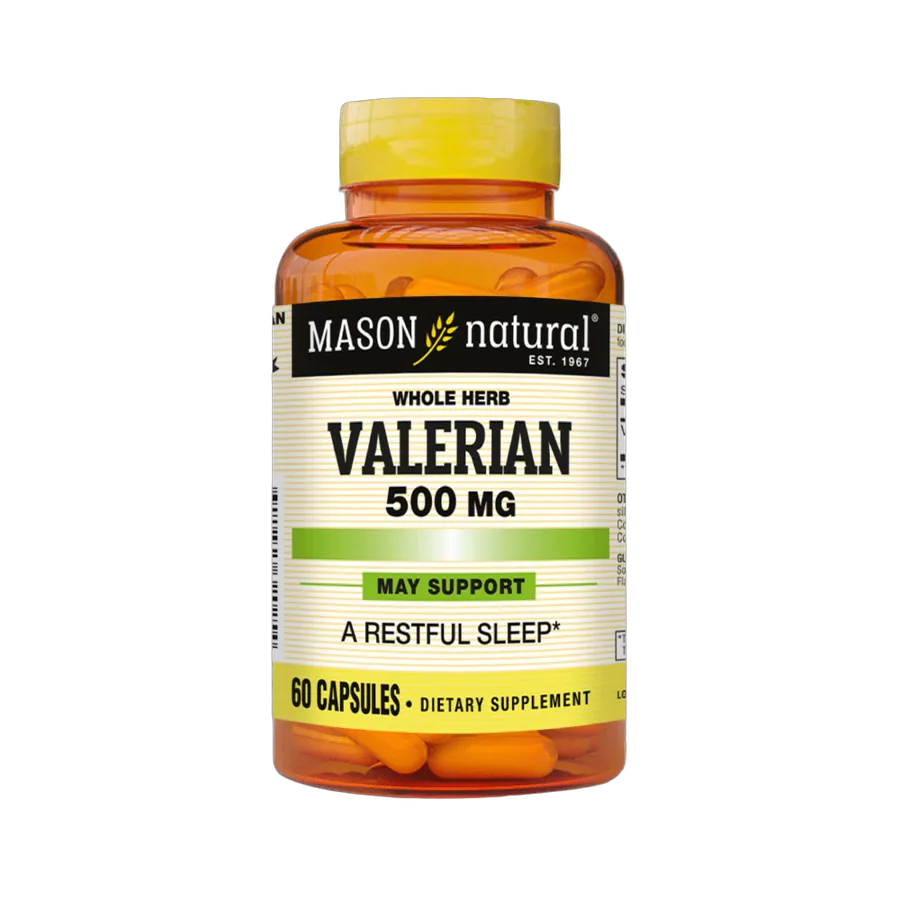 MASON natural®
EST. 1967
WHOLE HERB
VALERIAN
500 MG
MAY SUPPORT
A RESTFUL SLEEP*
60 CAPSULES • DIETARY SUPPLEMENT